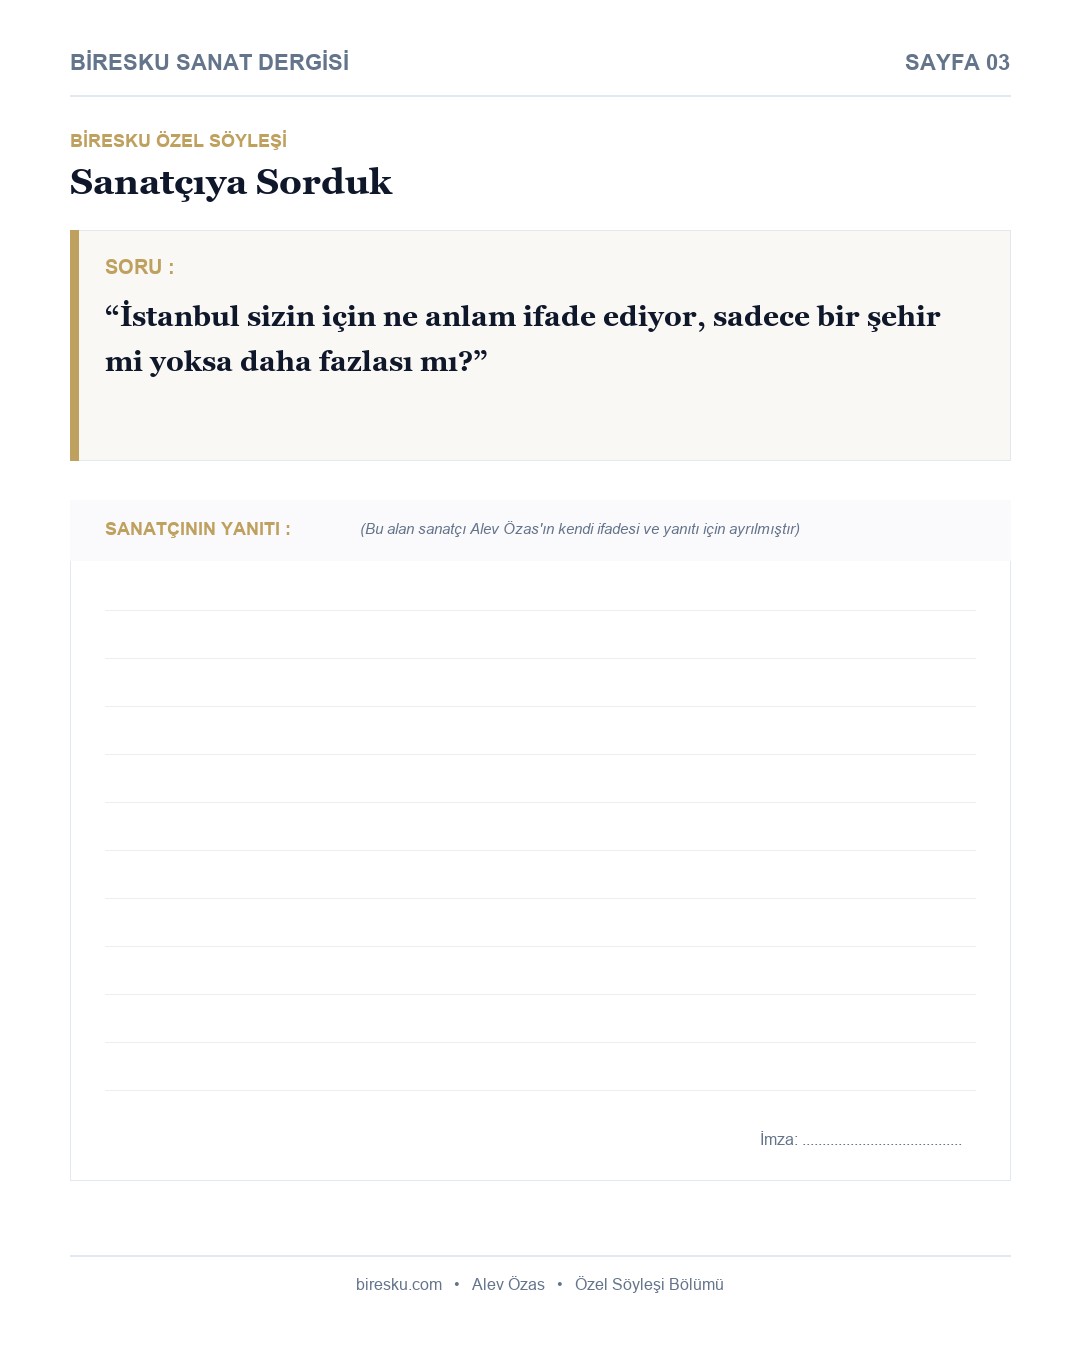 BİRESKU SANAT DERGİSİ
SAYFA 03
BİRESKU ÖZEL SÖYLEŞİ
Sanatçıya Sorduk
SORU :
“İstanbul sizin için ne anlam ifade ediyor, sadece bir şehir
mi yoksa daha fazlası mı?”
SANATÇININ YANITI :
(Bu alan sanatçı Alev Özas'ın kendi ifadesi ve yanıtı için ayrılmıştır)
İmza: ........................................
biresku.com • Alev Özas • Özel Söyleşi Bölümü